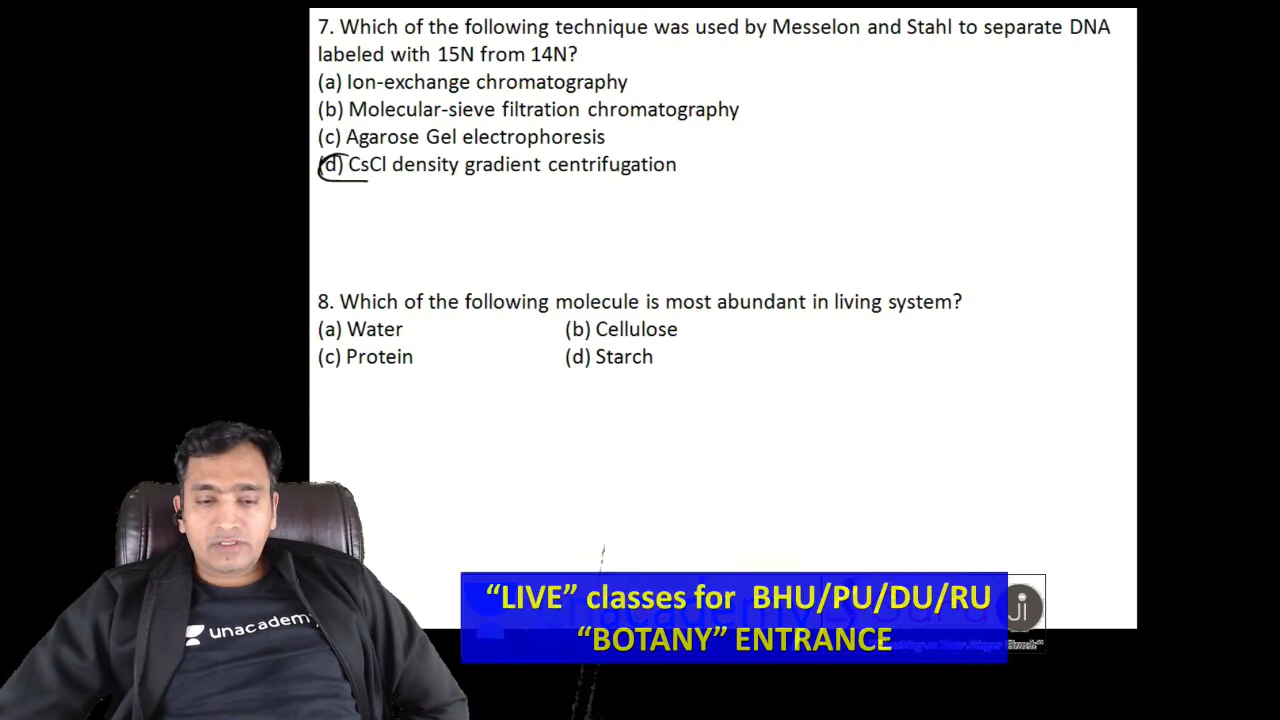 7. Which of the following technique was used by Messelon and Stahl to separate DNA
labeled with 15N from 14N?
(a) Ion-exchange chromatography
(b) Molecular-sieve filtration chromatography
(c) Agarose Gel electrophoresis
(d) CsCl density gradient centrifugation
8. Which of the following molecule is most abundant in living system?
(a) Water (b) Cellulose
(c) Protein (d) Starch
unacademy
“LIVE” classes for BHU/PU/DU/RU
“BOTANY” ENTRANCE
Ji